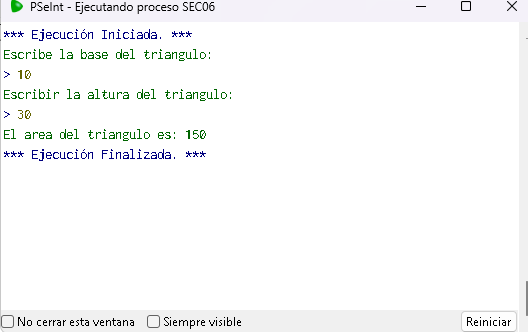 PSeInt - Ejecutando proceso SEC06
*** Ejecución Iniciada. ***
Escribe la base del triangulo:
> 10
Escribir la altura del triangulo:
> 30
El area del triangulo es: 150
*** Ejecución Finalizada. ***
No cerrar esta ventana
Siempre visible
Reiniciar